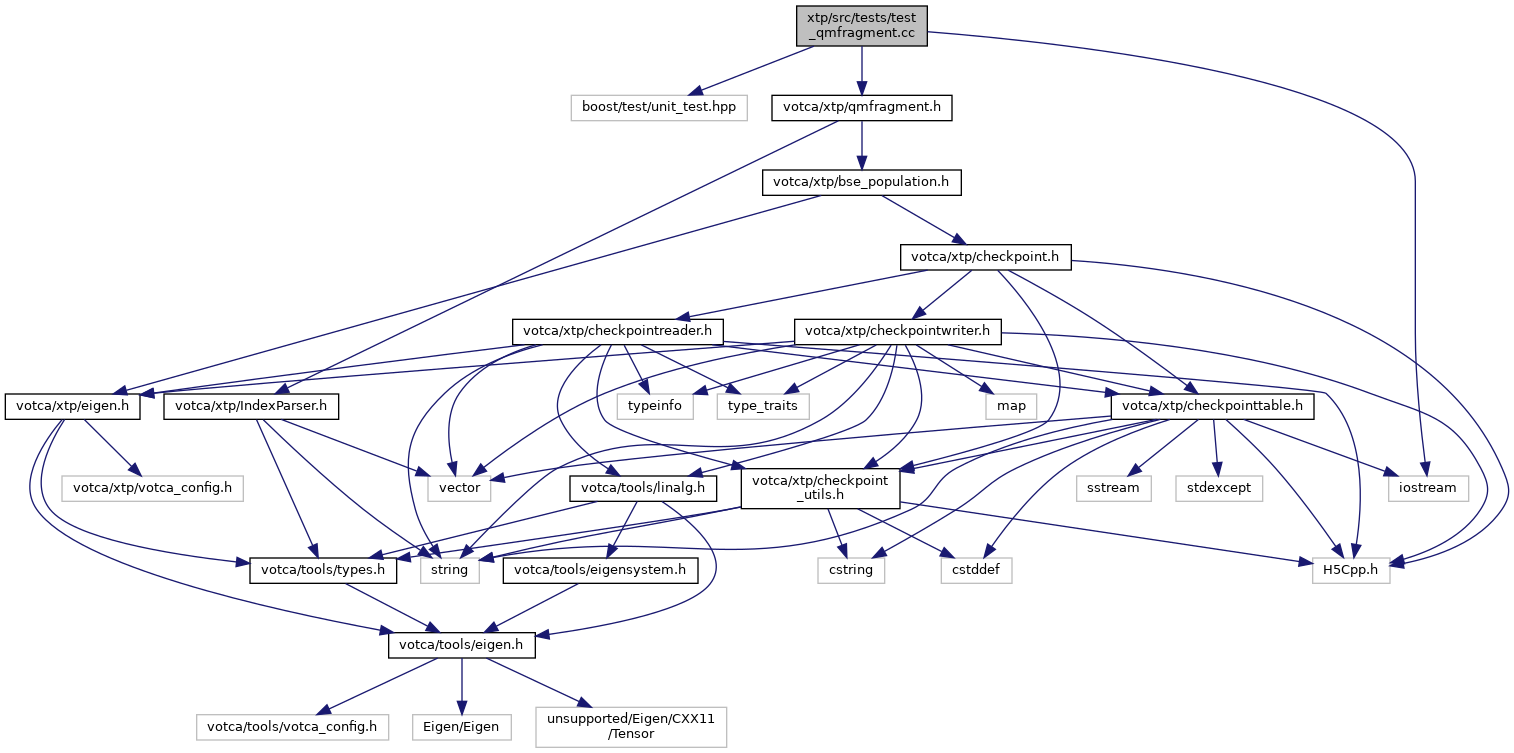 xtp/src/tests/test
_qmfragment.cc
boost/test/unit_test.hpp
votca/xtp/qmfragment.h
votca/xtp/bse_population.h
votca/xtp/checkpoint.h
votca/xtp/checkpointreader.h
votca/xtp/checkpointwriter.h
votca/xtp/eigen.h
votca/xtp/IndexParser.h
typeinfo
type_traits
map
votca/xtp/checkpointtable.h
votca/xtp/votca_config.h
vector
votca/tools/linalg.h
votca/xtp/checkpoint
_utils.h
sstream
stdexcept
iostream
votca/tools/types.h
string
votca/tools/eigensystem.h
cstring
cstddef
H5Cpp.h
votca/tools/eigen.h
votca/tools/votca_config.h
Eigen/Eigen
unsupported/Eigen/CXX11
/Tensor